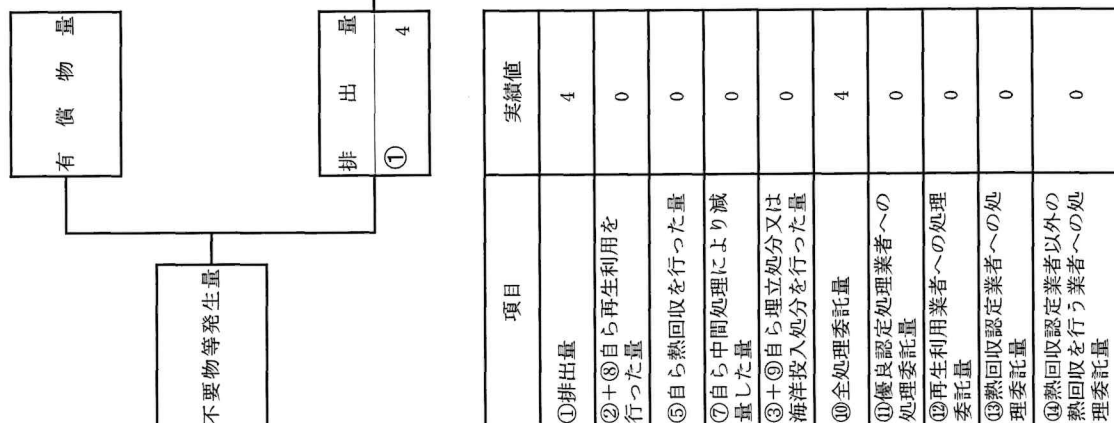 有償物量
不要物等発生量
排出量
① 4
項目 実績値
①排出量 4
②+⑧自ら再生利用を
行った量 0
⑤自ら熱回収を行った量 0
⑦自ら中間処理により減
量した量 0
③+⑨自ら埋立処分又は
海洋投入処分を行った量 0
⑩全処理委託量 4
⑪優良認定処理業者への
処理委託量 0
⑫再生利用業者への処理
委託量 0
⑬熱回収認定業者への処
理委託量 0
⑭熱回収認定業者以外の
熱回収を行う業者への処
理委託量 0